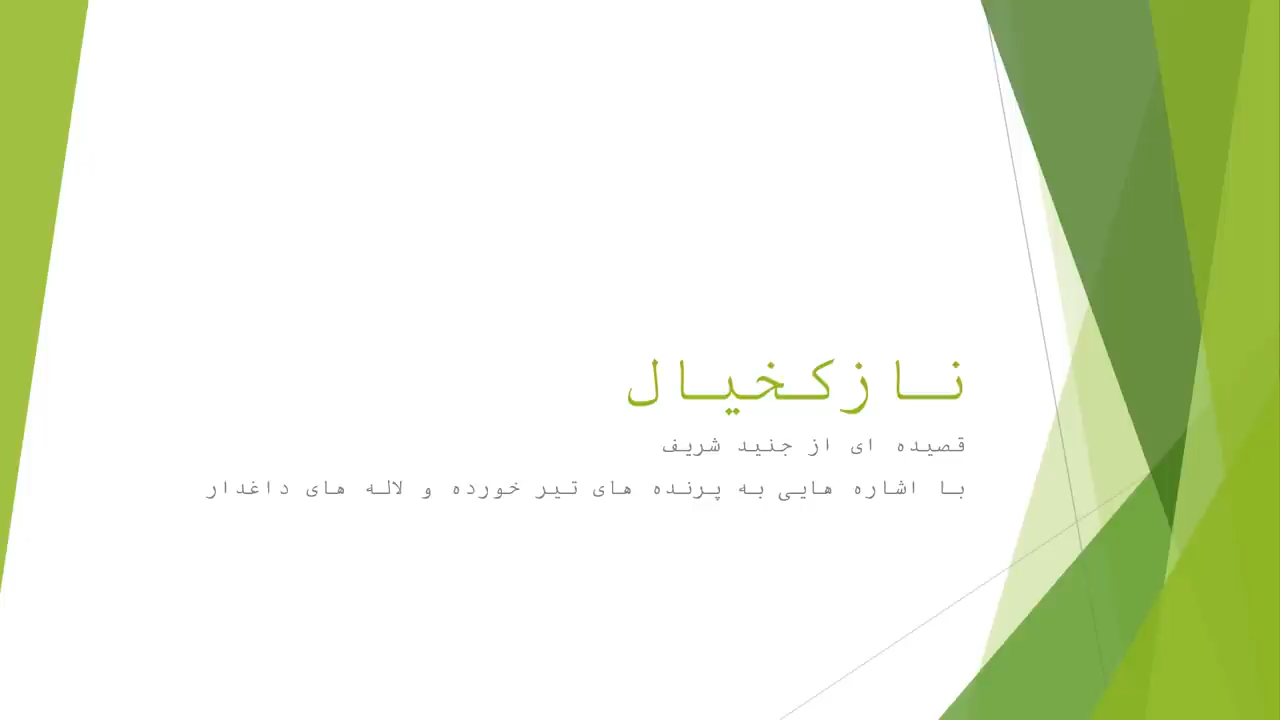 نازکخیال
قصیده ای از جنید شریف
با اشاره هایی به پرنده های تیر خورده و لاله های داغدار